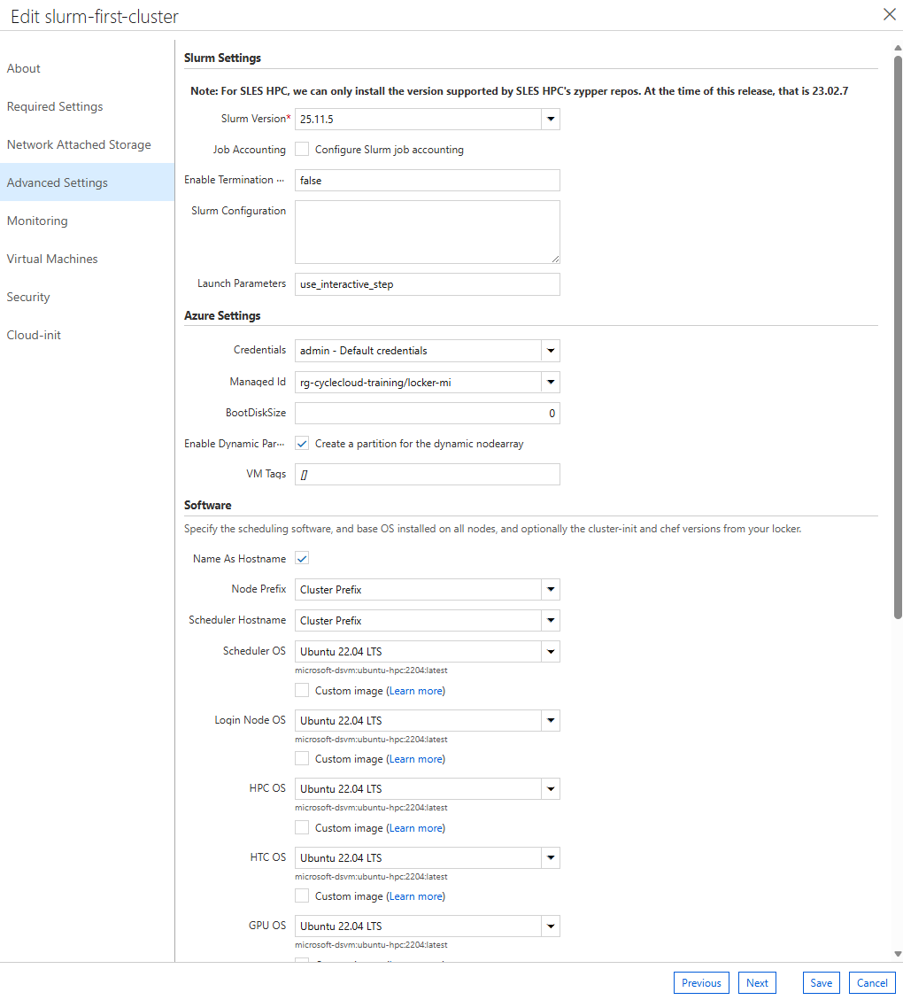 Edit slurm-first-cluster
About
Required Settings
Network Attached Storage
Advanced Settings
Monitoring
Virtual Machines
Security
Cloud-init
Slurm Settings
Note: For SLES HPC, we can only install the version supported by SLES HPC's zypper repos. At the time of this release, that is 23.02.7
Slurm Version* 25.11.5
Job Accounting Configure Slurm job accounting
Enable Termination ··· false
Slurm Configuration
Launch Parameters use_interactive_step
Azure Settings
Credentials admin - Default credentials
Managed Id rg-cyclecloud-training/locker-mi
BootDiskSize 0
Enable Dynamic Par··· Create a partition for the dynamic nodearray
VM Tags []
Software
Specify the scheduling software, and base OS installed on all nodes, and optionally the cluster-init and chef versions from your locker.
Name As Hostname
Node Prefix Cluster Prefix
Scheduler Hostname Cluster Prefix
Scheduler OS Ubuntu 22.04 LTS
microsoft-dsvm:ubuntu-hpc:2204:latest
Custom image (Learn more)
Login Node OS Ubuntu 22.04 LTS
microsoft-dsvm:ubuntu-hpc:2204:latest
Custom image (Learn more)
HPC OS Ubuntu 22.04 LTS
microsoft-dsvm:ubuntu-hpc:2204:latest
Custom image (Learn more)
HTC OS Ubuntu 22.04 LTS
microsoft-dsvm:ubuntu-hpc:2204:latest
Custom image (Learn more)
GPU OS Ubuntu 22.04 LTS
microsoft-dsvm:ubuntu-hpc:2204:latest
Previous Next Save Cancel